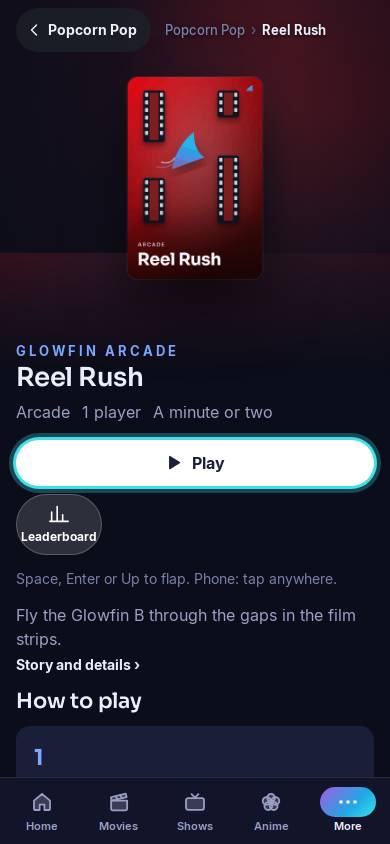 Popcorn Pop
Popcorn Pop › Reel Rush
ARCADE
Reel Rush
GLOWFIN ARCADE
Reel Rush
Arcade 1 player A minute or two
Play
Leaderboard
Space, Enter or Up to flap. Phone: tap anywhere.
Fly the Glowfin B through the gaps in the film
strips.
Story and details ›
How to play
1
Home Movies Shows Anime More